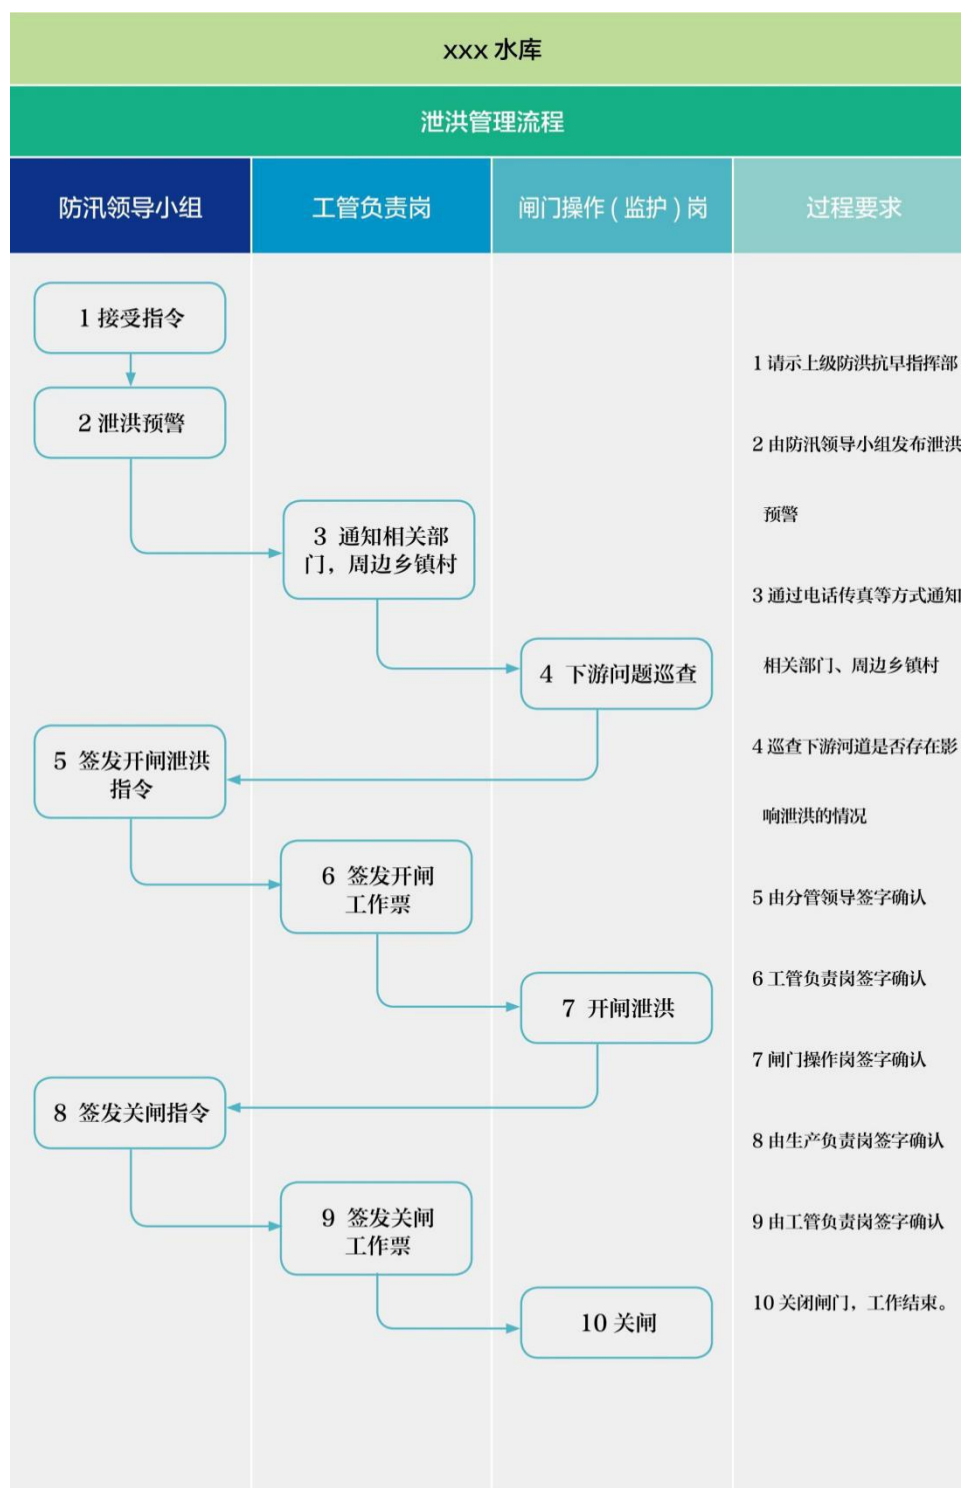 xxx 水库
泄洪管理流程
防汛领导小组
工管负责岗
闸门操作 ( 监护 ) 岗
过程要求
1 接受指令
2 泄洪预警
3 通知相关部
门，周边乡镇村
4 下游问题巡查
5 签发开闸泄洪
指令
6 签发开闸
工作票
7 开闸泄洪
8 签发关闸指令
9 签发关闸
工作票
10 关闸
1 请示上级防洪抗早指挥部
2 由防汛领导小组发布泄洪
预警
3 通过电话传真等方式通知
相关部门、周边乡镇村
4 巡查下游河道是否存在影
响泄洪的情况
5 由分管领导签字确认
6 工管负责岗签字确认
7 闸门操作岗签字确认
8 由生产负责岗签字确认
9 由工管负责岗签字确认
10 关闭闸门，工作结束。